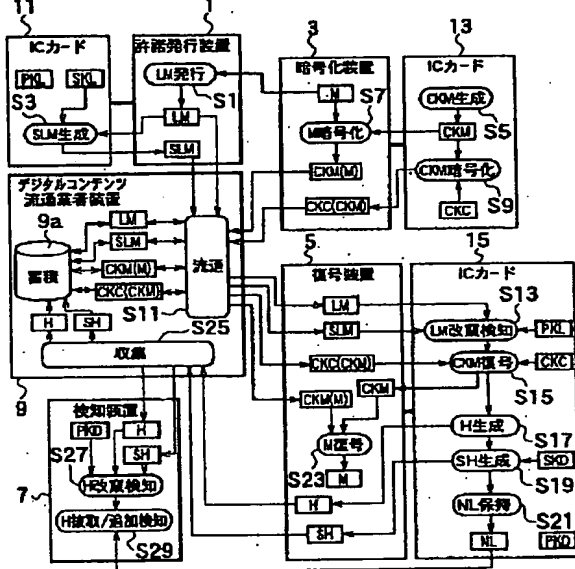 11
1
3
13
ICカード
許諾発行装置
暗号化装置
ICカード
PKL
SKL
LM発行
S1
S3
SLM生成
LM
SLM
M
S7
M暗号化
CKM(M)
CKC(CKM)
CKM生成
S5
CKM
CKM暗号化
S9
CKC
デジタルコンテンツ
流通業者装置
9a
蓄積
LM
SLM
CKM(M)
CKC(CKM)
流通
S11
H
SH
S25
収集
9
5
復号装置
LM
SLM
CKC(CKM)
CKM
CKM(M)
S23
M復号
M
H
SH
15
ICカード
S13
LM改竄検知
PKL
CKM復号
CKC
S15
H生成
S17
SH生成
SKD
S19
NL保持
S21
NL
PKD
検知装置
PKD
H
SH
S27
7
H改竄検知
H抜取/追加検知
S29